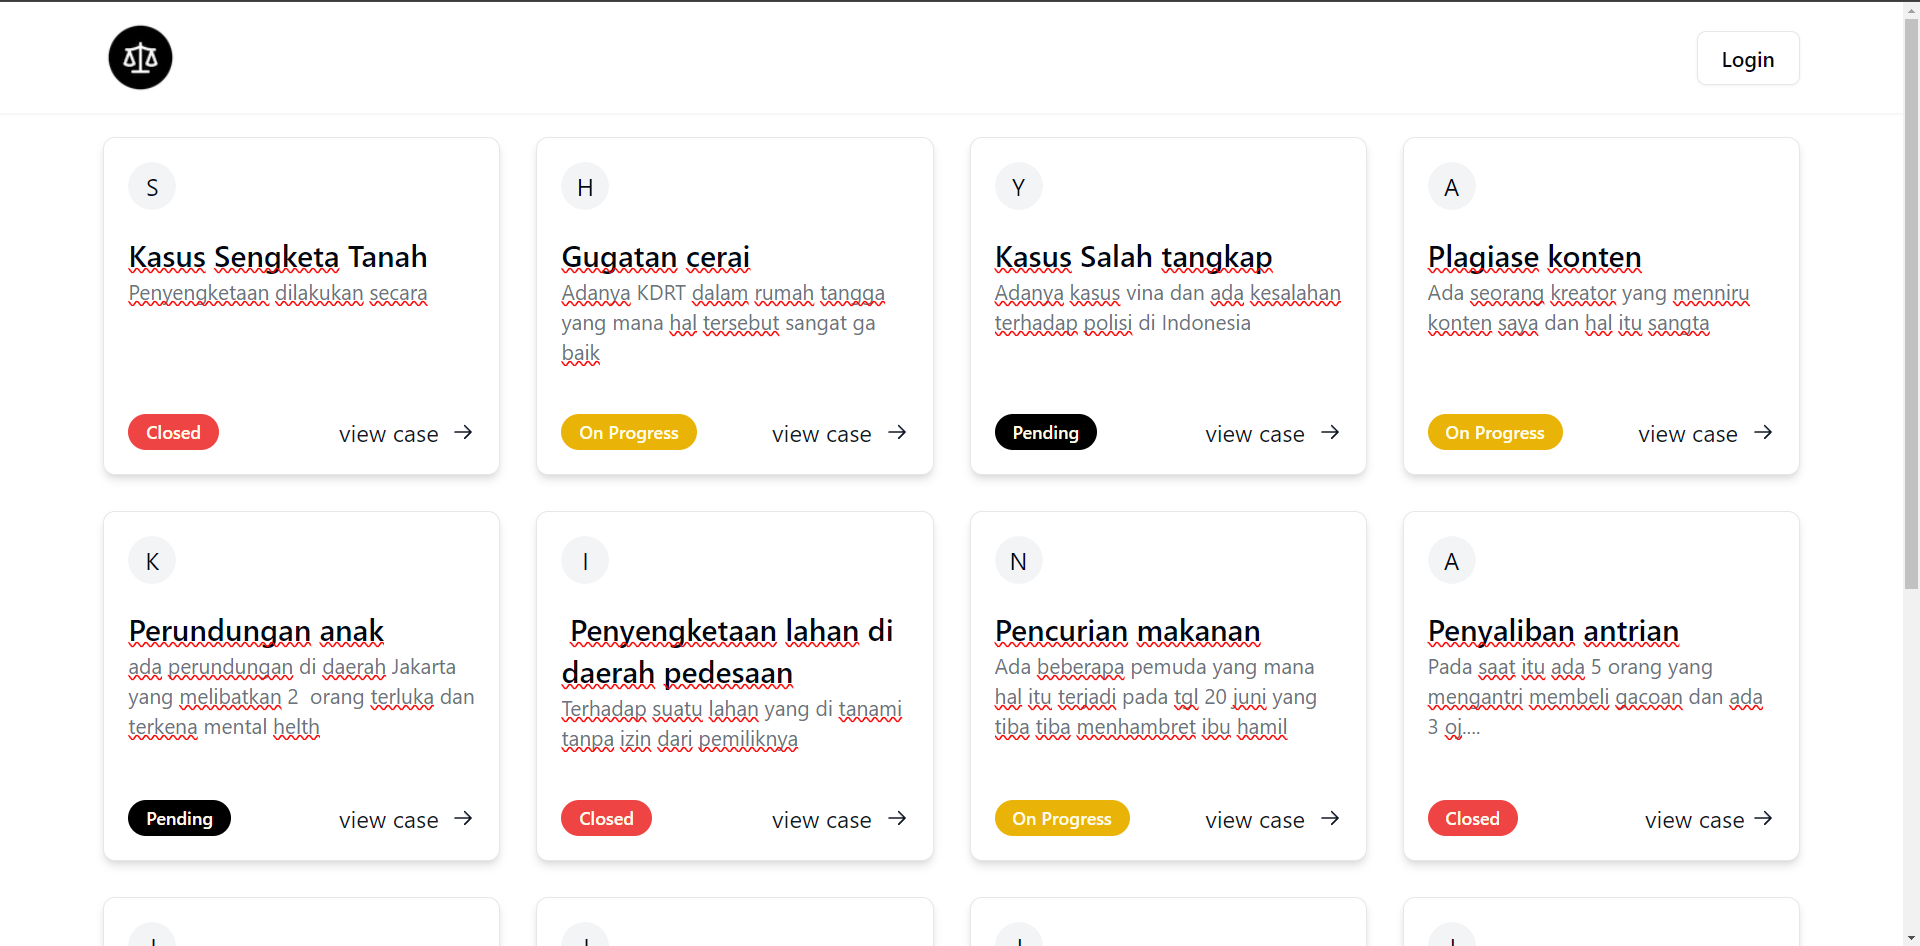 Login
S
Kasus Sengketa Tanah
Penyengketaan dilakukan secara
Closed
view case
H
Gugatan cerai
Adanya KDRT dalam rumah tangga
yang mana hal tersebut sangat ga
baik
On Progress
view case
Y
Kasus Salah tangkap
Adanya kasus vina dan ada kesalahan
terhadap polisi di Indonesia
Pending
view case
A
Plagiase konten
Ada seorang kreator yang menniru
konten saya dan hal itu sangta
On Progress
view case
K
Perundungan anak
ada perundungan di daerah Jakarta
yang melibatkan 2  orang terluka dan
terkena mental helth
Pending
view case
I
Penyengketaan lahan di
daerah pedesaan
Terhadap suatu lahan yang di tanami
tanpa izin dari pemiliknya
Closed
view case
N
Pencurian makanan
Ada beberapa pemuda yang mana
hal itu terjadi pada tgl 20 juni yang
tiba tiba menhambret ibu hamil
On Progress
view case
A
Penyaliban antrian
Pada saat itu ada 5 orang yang
mengantri membeli gacoan dan ada
3 oj....
Closed
view case